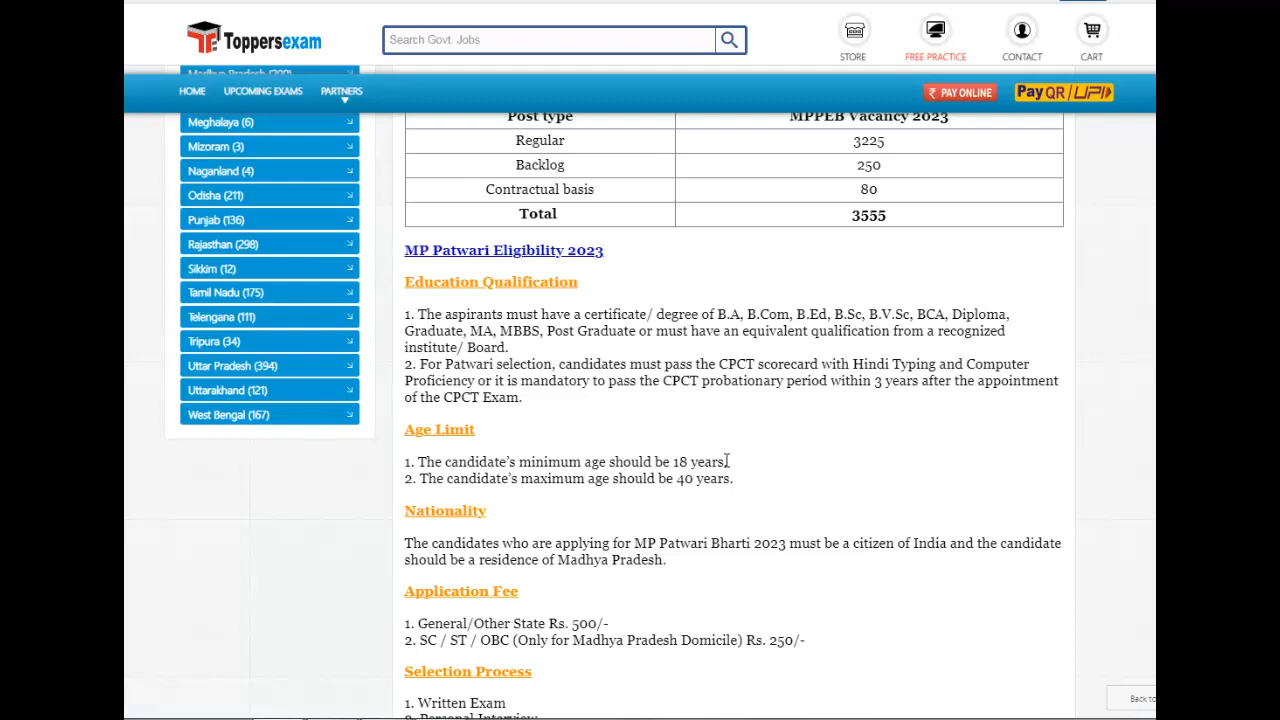 Toppersexam
Search Govt. Jobs
STORE
FREE PRACTICE
CONTACT
CART
Madhya Pradesh (200)
HOME
UPCOMING EXAMS
PARTNERS
₹ PAY ONLINE
Pay QR / UPI
Meghalaya (6)
Mizoram (3)
Naganland (4)
Odisha (211)
Punjab (136)
Rajasthan (298)
Sikkim (12)
Tamil Nadu (175)
Telengana (111)
Tripura (34)
Uttar Pradesh (394)
Uttarakhand (121)
West Bengal (167)
Post type MPPEB Vacancy 2023
Regular 3225
Backlog 250
Contractual basis 80
Total 3555
MP Patwari Eligibility 2023
Education Qualification
1. The aspirants must have a certificate/ degree of B.A, B.Com, B.Ed, B.Sc, B.V.Sc, BCA, Diploma,
Graduate, MA, MBBS, Post Graduate or must have an equivalent qualification from a recognized
institute/ Board.
2. For Patwari selection, candidates must pass the CPCT scorecard with Hindi Typing and Computer
Proficiency or it is mandatory to pass the CPCT probationary period within 3 years after the appointment
of the CPCT Exam.
Age Limit
1. The candidate's minimum age should be 18 years.
2. The candidate's maximum age should be 40 years.
Nationality
The candidates who are applying for MP Patwari Bharti 2023 must be a citizen of India and the candidate
should be a residence of Madhya Pradesh.
Application Fee
1. General/Other State Rs. 500/-
2. SC / ST / OBC (Only for Madhya Pradesh Domicile) Rs. 250/-
Selection Process
1. Written Exam
2. Personal Interview
Back to